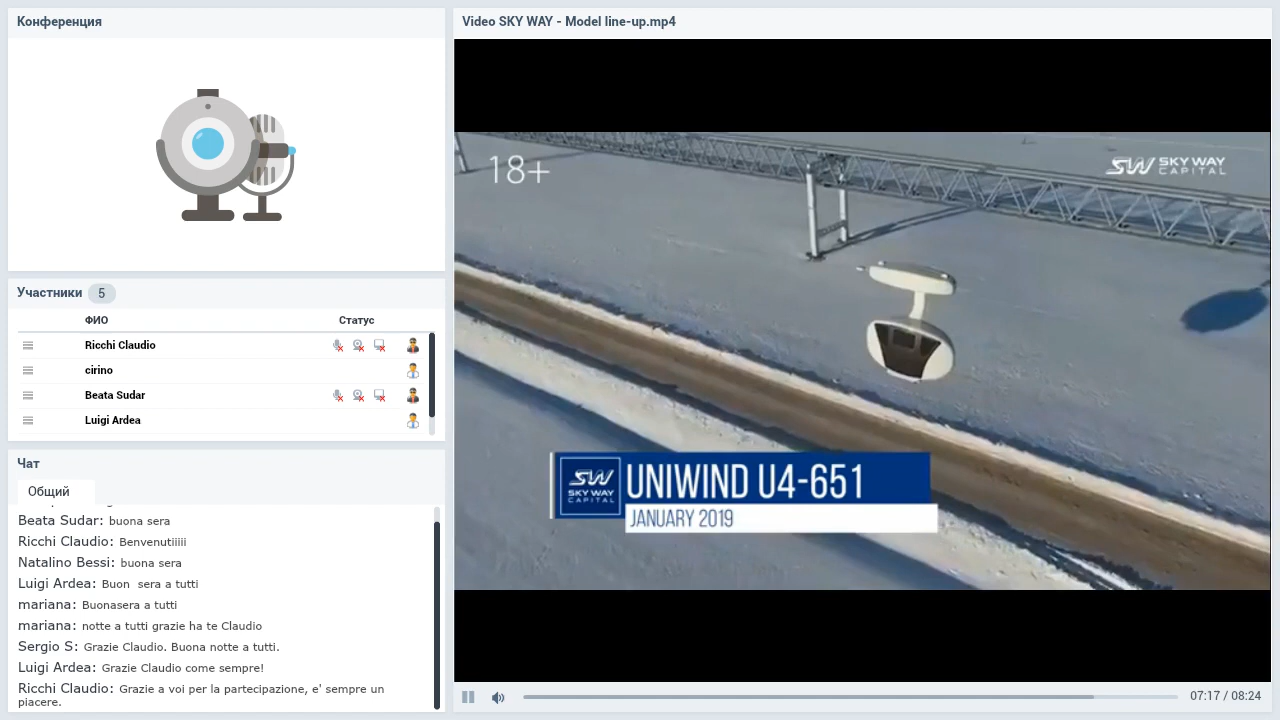 Конференция
Участники 5
ФИО Статус
Ricchi Claudio
cirino
Beata Sudar
Luigi Ardea
Чат
Общий
Beata Sudar: buona sera
Ricchi Claudio: Benvenutiiiii
Natalino Bessi: buona sera
Luigi Ardea: Buon  sera a tutti
mariana: Buonasera a tutti
mariana: notte a tutti grazie ha te Claudio
Sergio S: Grazie Claudio. Buona notte a tutti.
Luigi Ardea: Grazie Claudio come sempre!
Ricchi Claudio: Grazie a voi per la partecipazione, e' sempre un
piacere.
Video SKY WAY - Model line-up.mp4
18+
SW SKY WAY
CAPITAL
SW
SKY WAY
CAPITAL
UNIWIND U4-651
JANUARY 2019
07:17 / 08:24